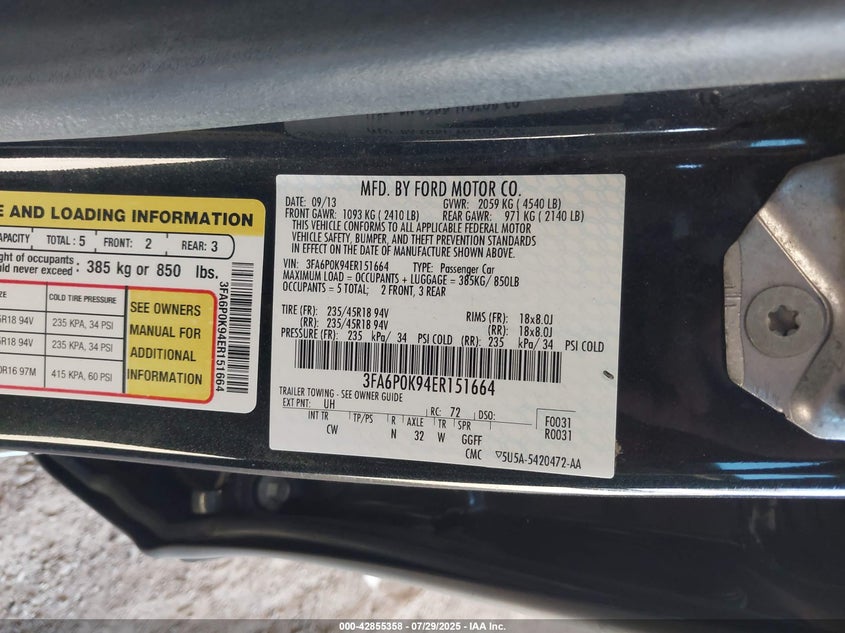 E AND LOADING INFORMATION
APACITY TOTAL: 5 FRONT: 2 REAR: 3
ght of occupants
ould never exceed : 385 kg or 850 lbs.
ZE COLD TIRE PRESSURE
5R18 94V 235 KPA, 34 PSI
5R18 94V 235 KPA, 34 PSI
0R16 97M 415 KPA, 60 PSI
SEE OWNERS
MANUAL FOR
ADDITIONAL
INFORMATION
3FA6P0K94ER151664
MFD. BY FORD MOTOR CO.
DATE: 09/13 GVWR: 2059 KG ( 4540 LB)
FRONT GAWR: 1093 KG ( 2410 LB) REAR GAWR: 971 KG ( 2140 LB)
THIS VEHICLE CONFORMS TO ALL APPLICABLE FEDERAL MOTOR
VEHICLE SAFETY, BUMPER, AND THEFT PREVENTION STANDARDS
IN EFFECT ON THE DATE OF MANUFACTURE SHOWN ABOVE.
VIN: 3FA6P0K94ER151664 TYPE: Passenger Car
MAXIMUM LOAD = OCCUPANTS + LUGGAGE = 385KG/ 850LB
OCCUPANTS = 5 TOTAL; 2 FRONT, 3 REAR
TIRE (FR): 235/45R18 94V RIMS (FR): 18x8.0J
(RR): 235/45R18 94V (RR): 18x8.0J
PRESSURE (FR): 235 kPa/ 34 PSI COLD (RR): 235 kPa/ 34 PSI COLD
3FA6P0K94ER151664
TRAILER TOWING - SEE OWNER GUIDE
EXT PNT: UH RC: 72 DSO: F0031
INT TR TP/PS R AXLE TR SPR R0031
CW N 32 W GGFF
CMC ▽5U5A-5420472-AA
000-42855358 - 07/29/2025 - IAA Inc.